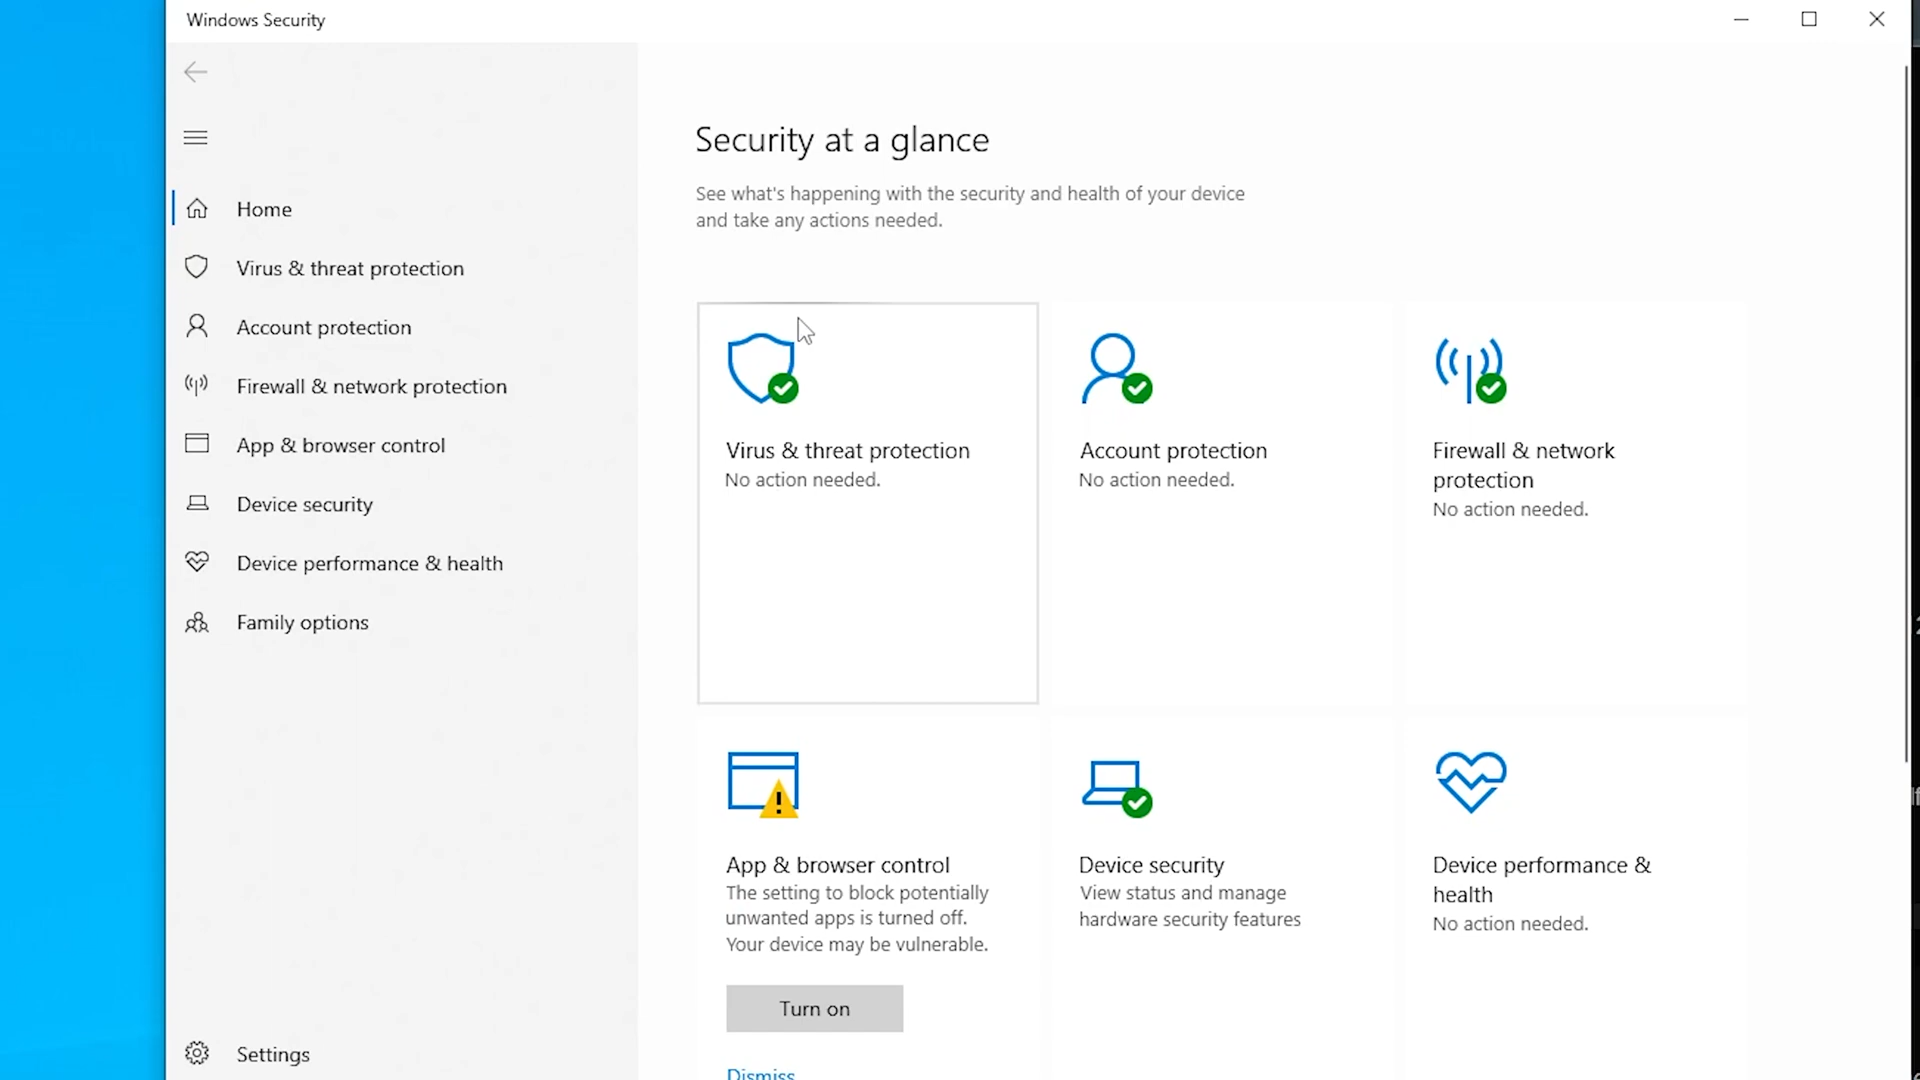 Windows Security
Home
Virus & threat protection
Account protection
Firewall & network protection
App & browser control
Device security
Device performance & health
Family options
Settings
Security at a glance
See what's happening with the security and health of your device
and take any actions needed.
Virus & threat protection
No action needed.
Account protection
No action needed.
Firewall & network
protection
No action needed.
App & browser control
The setting to block potentially
unwanted apps is turned off.
Your device may be vulnerable.
Turn on
Dismiss
Device security
View status and manage
hardware security features
Device performance &
health
No action needed.